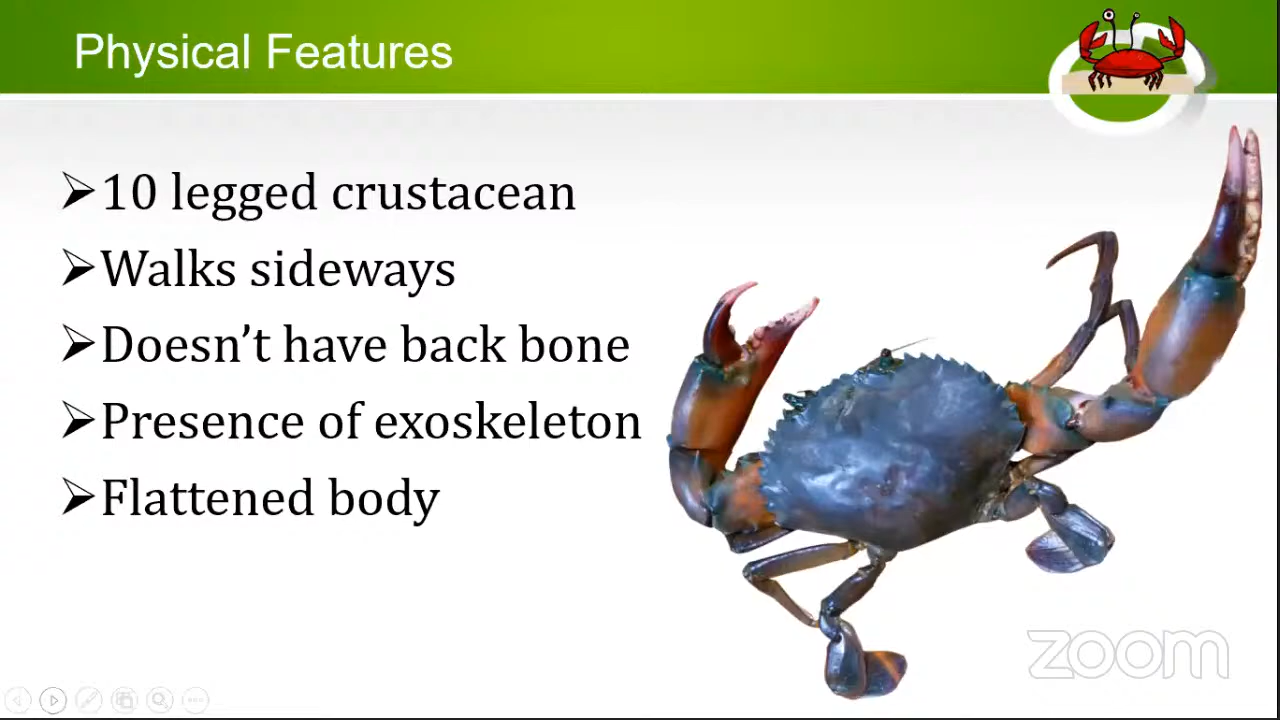 Physical Features
➢10 legged crustacean
➢Walks sideways
➢Doesn’t have back bone
➢Presence of exoskeleton
➢Flattened body
zoom